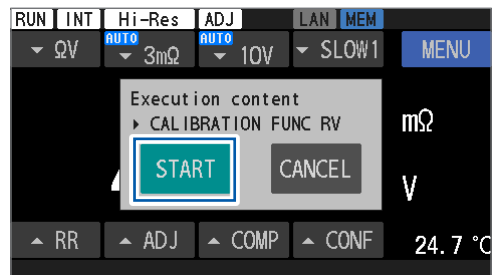 RUN INT Hi-Res ADJ LAN MEM
ΩV AUTO 3mΩ AUTO 10V SLOW1 MENU
Execution content
CALIBRATION FUNC RV
mΩ
START CANCEL
V
RR ADJ COMP CONF 24.7 °C